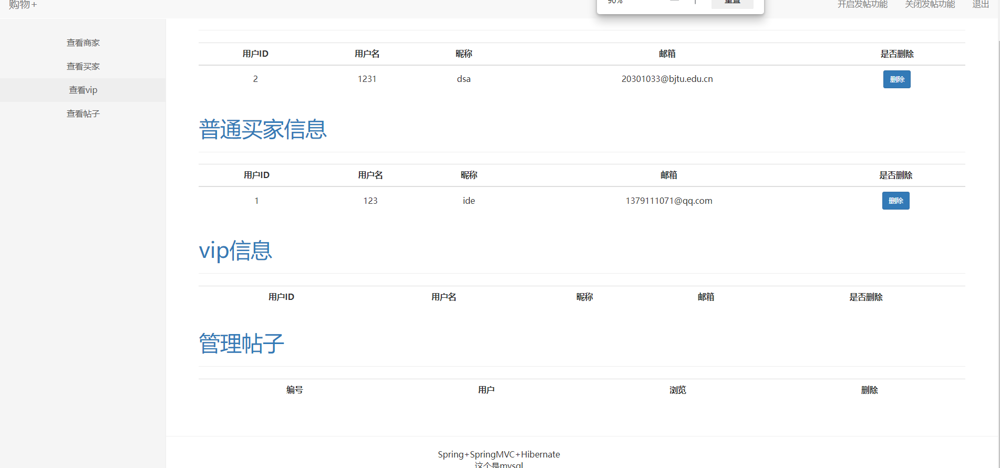 购物+
90%
重置
开启发帖功能 关闭发帖功能 退出
查看商家
查看买家
查看vip
查看帖子
用户ID 用户名 昵称 邮箱 是否删除
2 1231 dsa 20301033@bjtu.edu.cn 删除
普通买家信息
用户ID 用户名 昵称 邮箱 是否删除
1 123 ide 1379111071@qq.com 删除
vip信息
用户ID 用户名 昵称 邮箱 是否删除
管理帖子
编号 用户 浏览 删除
Spring+SpringMVC+Hibernate
这个是mysql